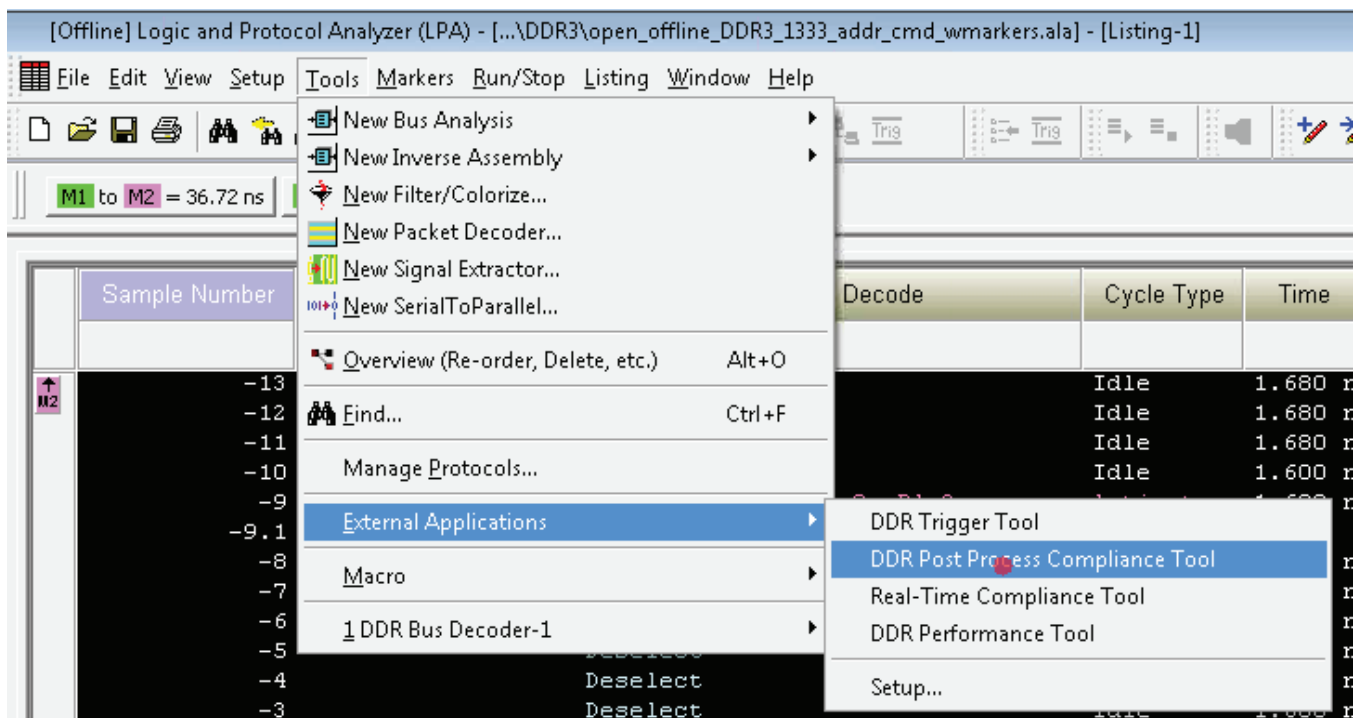 [Offline] Logic and Protocol Analyzer (LPA) - [...\DDR3\open_offline_DDR3_1333_addr_cmd_wmarkers.ala] - [Listing-1]
File Edit View Setup Tools Markers Run/Stop Listing Window Help
Trig Trig
M1 to M2 = 36.72 ns
New Bus Analysis
New Inverse Assembly
New Filter/Colorize...
New Packet Decoder...
New Signal Extractor...
New SerialToParallel...
Overview (Re-order, Delete, etc.) Alt+O
Find... Ctrl+F
Manage Protocols...
External Applications
Macro
1 DDR Bus Decoder-1
DDR Trigger Tool
DDR Post Process Compliance Tool
Real-Time Compliance Tool
DDR Performance Tool
Setup...
Sample Number Decode Cycle Type Time
M2
-13 Idle 1.680
-12 Idle 1.680
-11 Idle 1.680
-10 Idle 1.600
-9
-9.1
-8
-7
-6
-5 Deselect
-4 Deselect
-3 Deselect